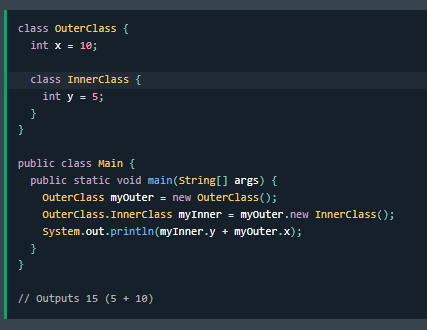 class OuterClass {
  int x = 10;

  class InnerClass {
    int y = 5;
  }
}

public class Main {
  public static void main(String[] args) {
    OuterClass myOuter = new OuterClass();
    OuterClass.InnerClass myInner = myOuter.new InnerClass();
    System.out.println(myInner.y + myOuter.x);
  }
}

// Outputs 15 (5 + 10)